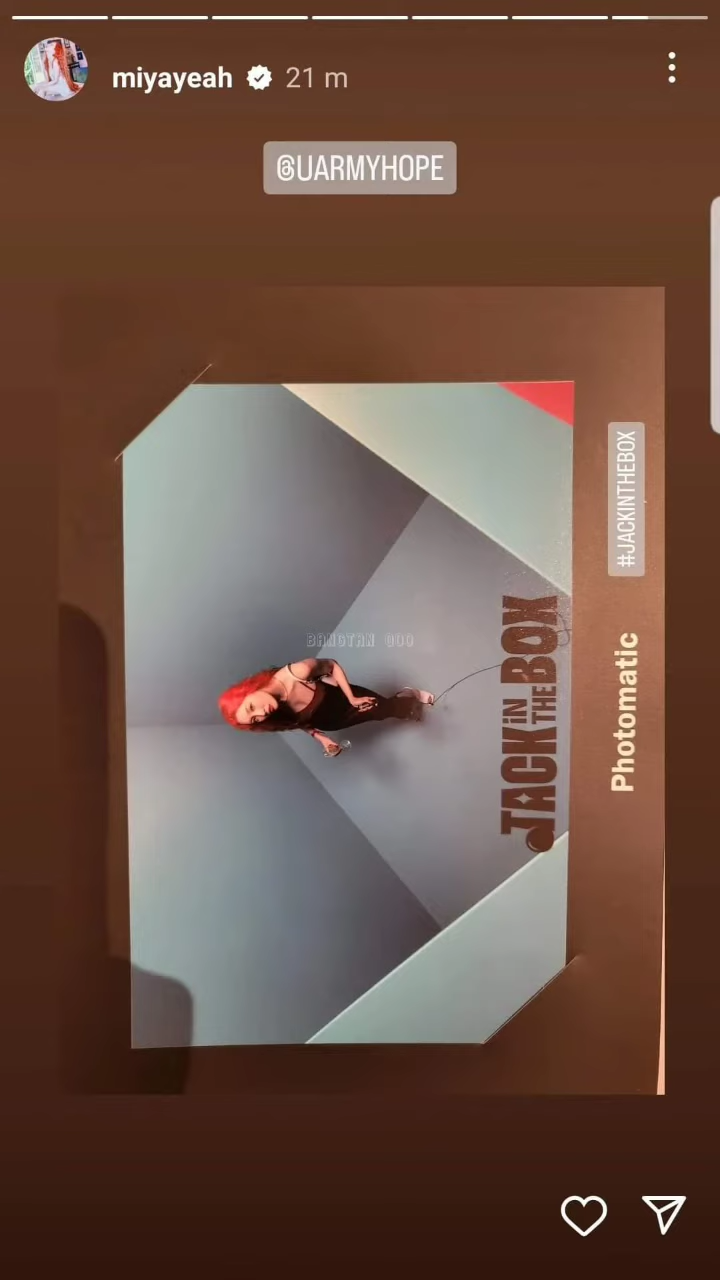 miyayeah 21 m
@UARMYHOPE
#JACKINTHEBOX
BANGTAN 000
JACK IN THE BOX
Photomatic